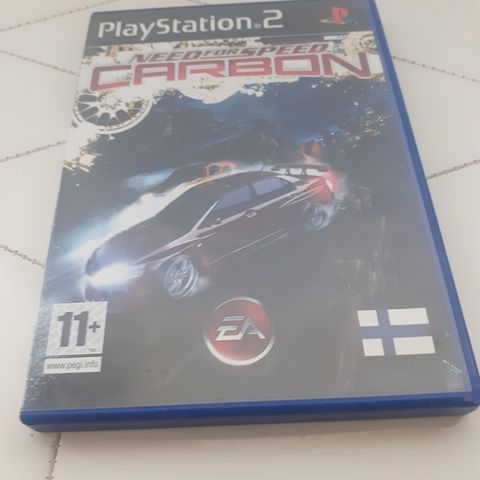 PlayStation.2
NEED FOR SPEED
CARBON
11+
www.pegi.info
EA